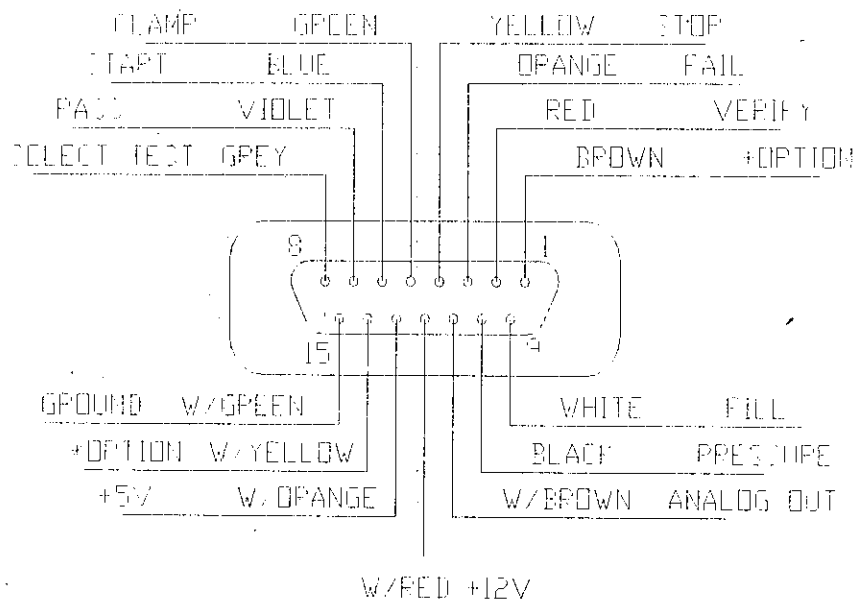 CLAMP GREEN YELLOW STOP
START BLUE ORANGE FAIL
PASS VIOLET RED VERIFY
SELECT TEST GREY BROWN *OPTION
8 1
15 9
GROUND W/GREEN WHITE FILL
*OPTION W/YELLOW BLACK PRESSURE
+5V W/ORANGE W/BROWN ANALOG OUT
W/RED +12V